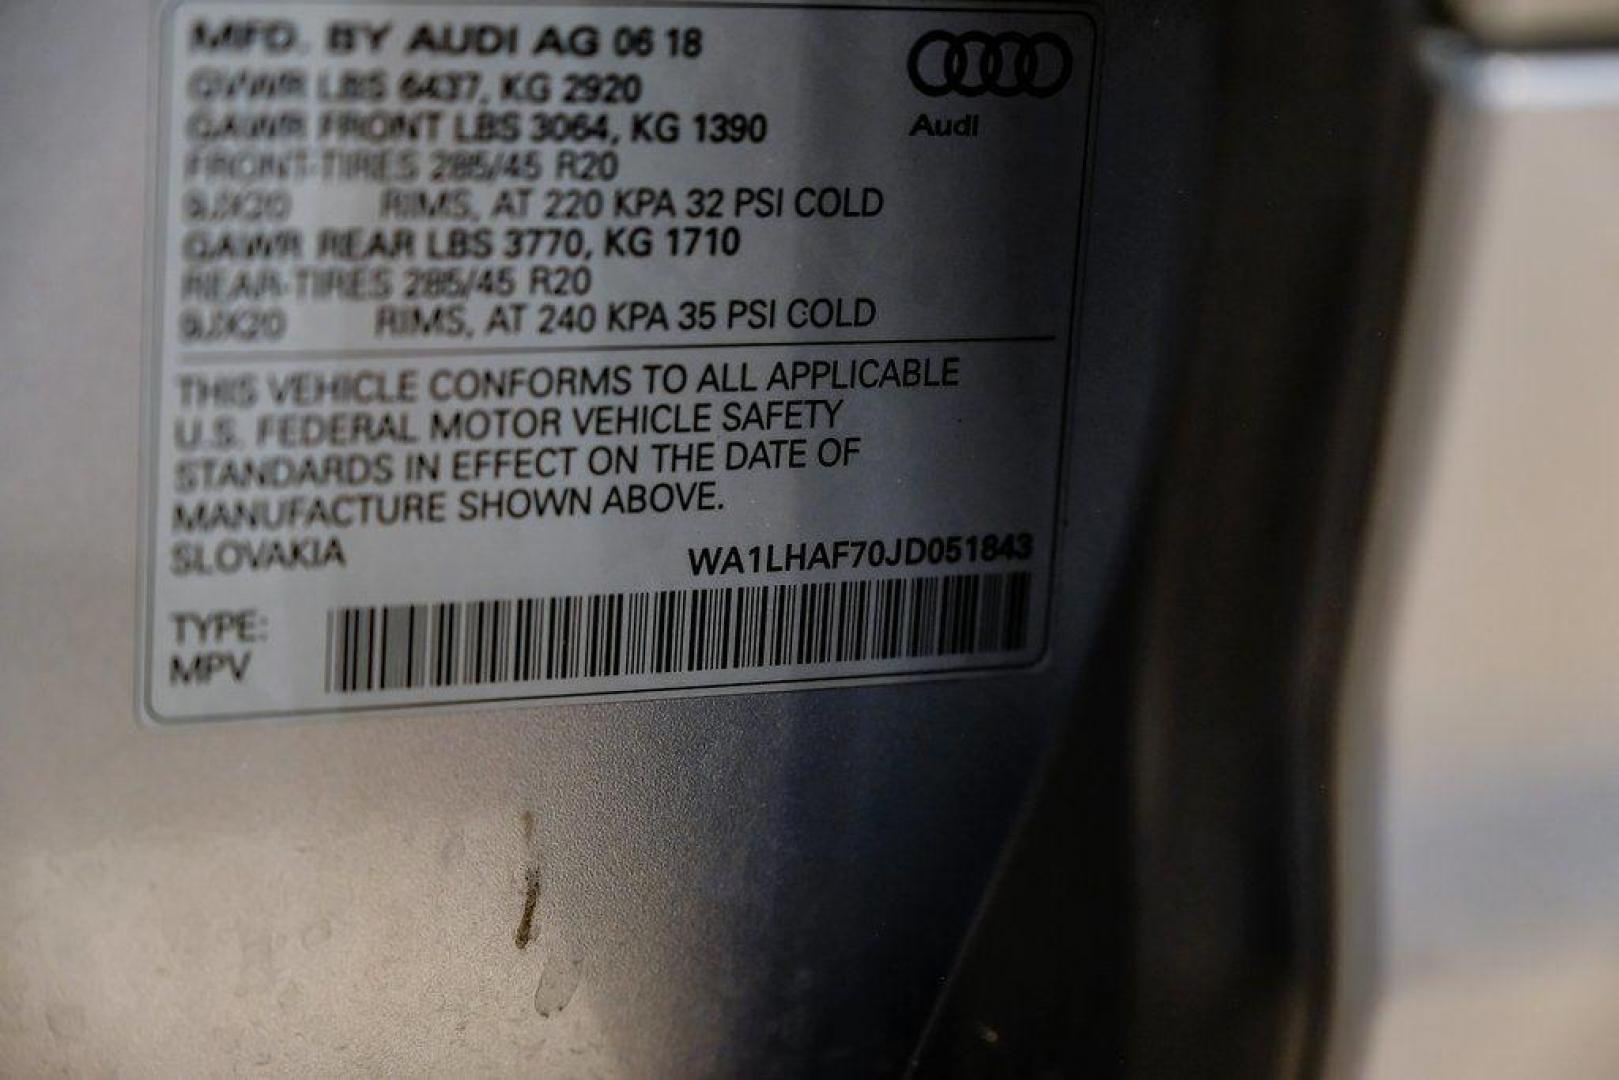 MFD. BY AUDI AG 06 18
GVWR LBS 6437, KG 2920
GAWR FRONT LBS 3064, KG 1390
FRONT-TIRES 285/45 R20
9JX20 RIMS, AT 220 KPA 32 PSI COLD
GAWR REAR LBS 3770, KG 1710
REAR-TIRES 285/45 R20
9JX20 RIMS, AT 240 KPA 35 PSI COLD
Audi
THIS VEHICLE CONFORMS TO ALL APPLICABLE
U.S. FEDERAL MOTOR VEHICLE SAFETY
STANDARDS IN EFFECT ON THE DATE OF
MANUFACTURE SHOWN ABOVE.
SLOVAKIA WA1LHAF70JD051843
TYPE:
MPV